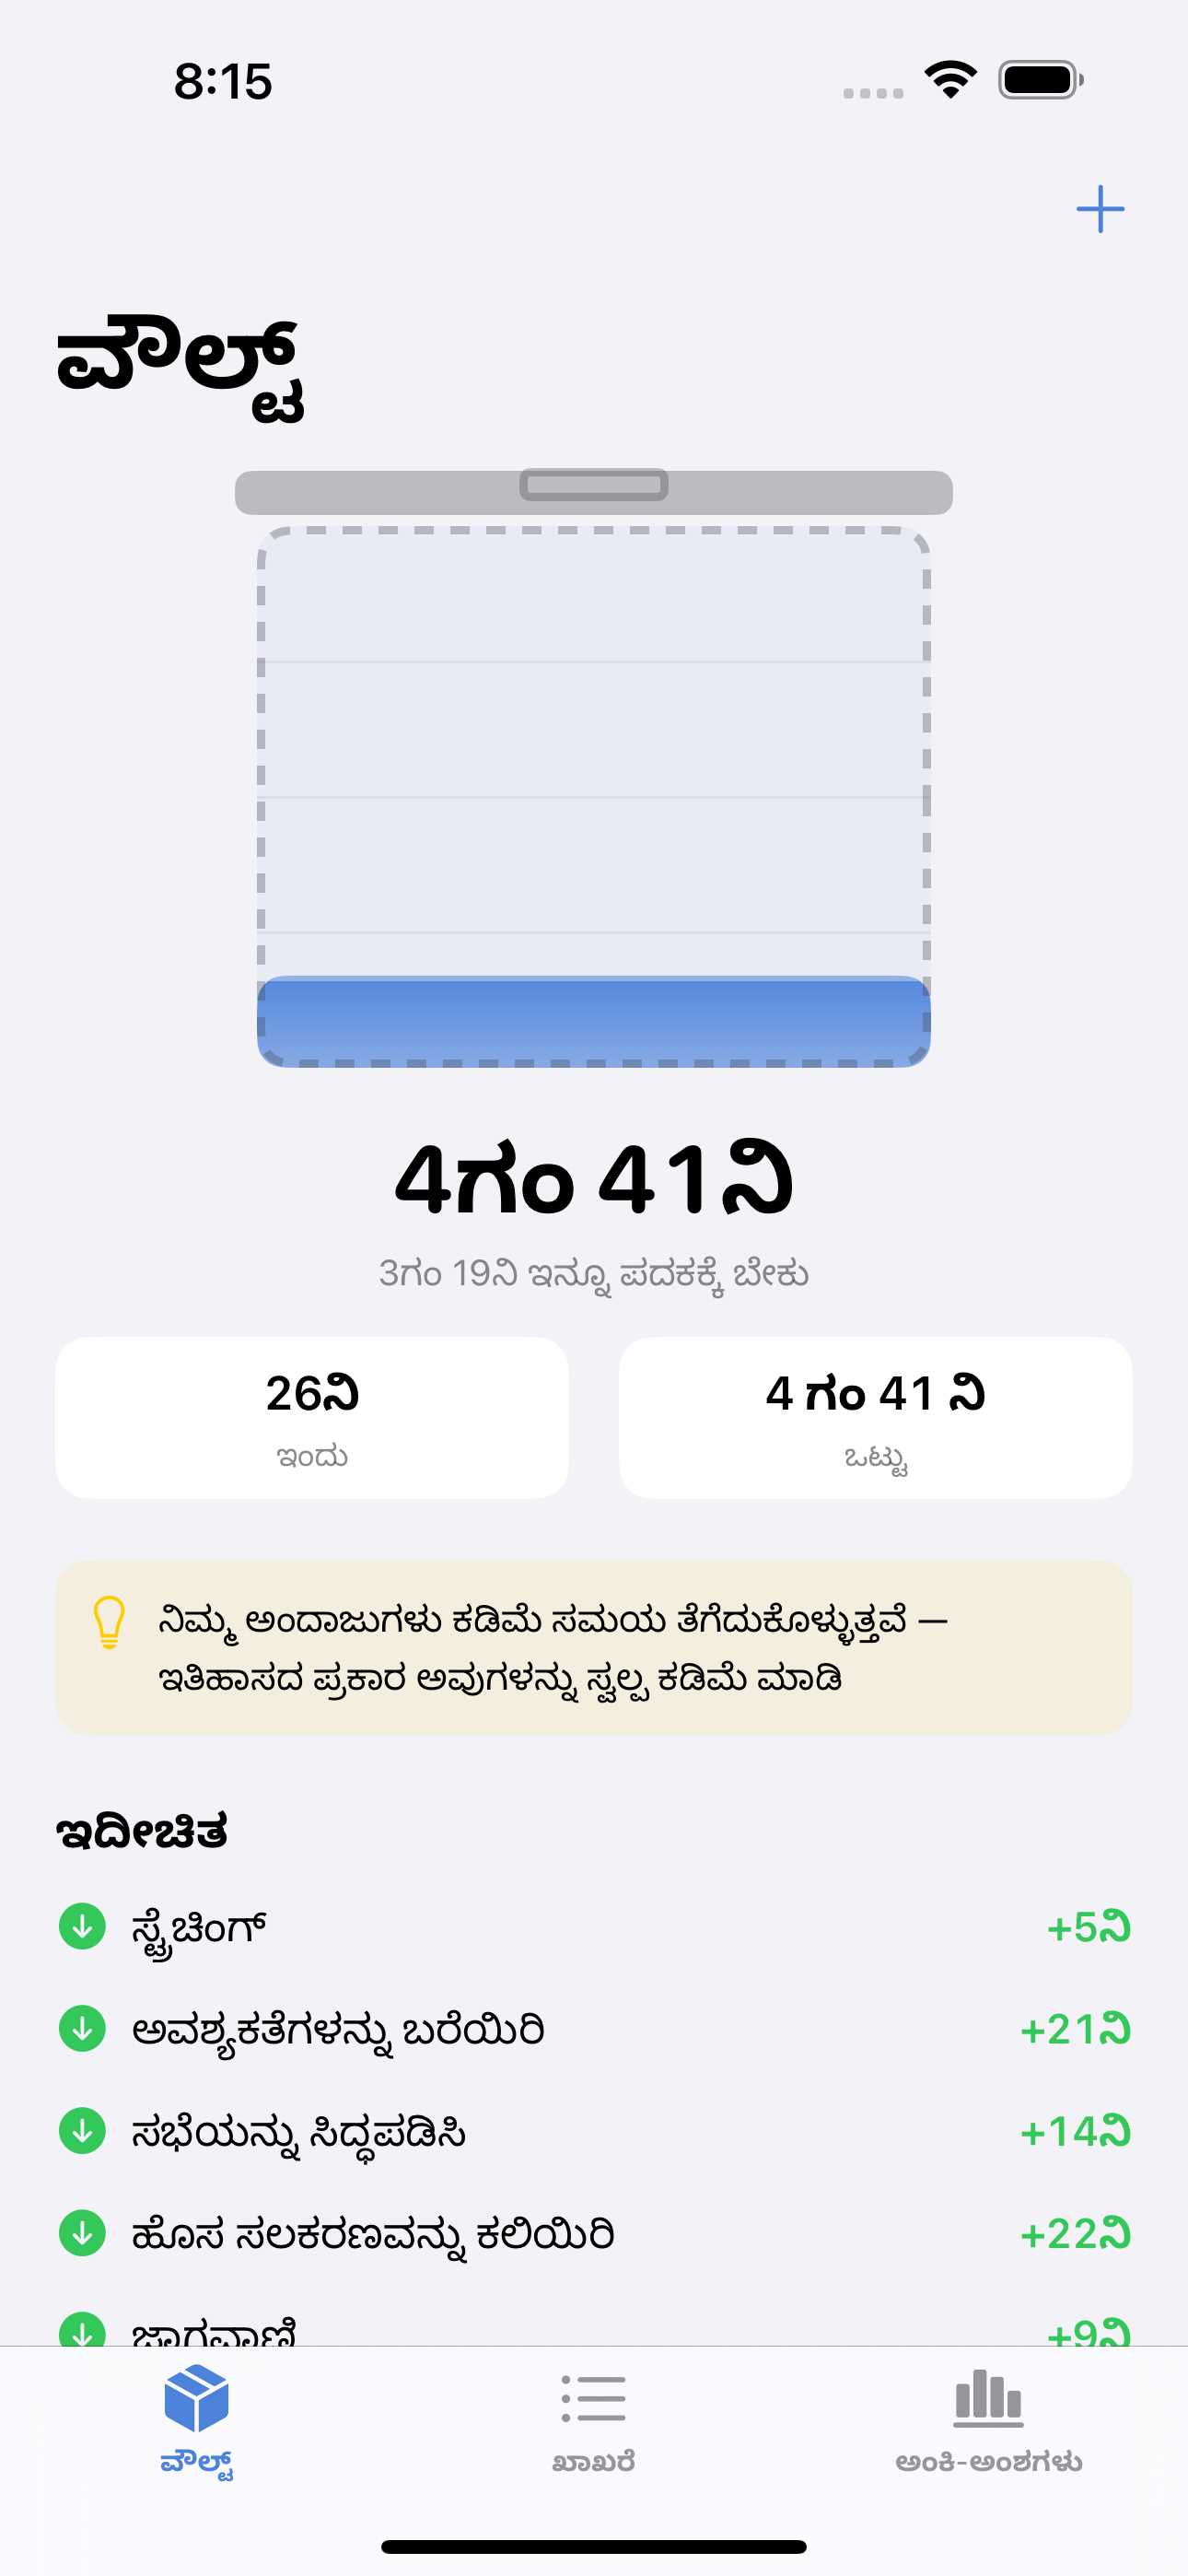 8:15
ವೌಲ್ಟ್
4ಗಂ 41ನಿ
3ಗಂ 19ನಿ ಇನ್ನೂ ಪದಕಕ್ಕೆ ಬೇಕು
26ನಿ
ಇಂದು
4 ಗಂ 41 ನಿ
ಒಟ್ಟು
ನಿಮ್ಮ ಅಂದಾಜುಗಳು ಕಡಿಮೆ ಸಮಯ ತೆಗೆದುಕೊಳ್ಳುತ್ತವೆ —
ಇತಿಹಾಸದ ಪ್ರಕಾರ ಅವುಗಳನ್ನು ಸ್ವಲ್ಪ ಕಡಿಮೆ ಮಾಡಿ
ಇದೀಚಿತ
ಸ್ಟ್ರೆಚಿಂಗ್ +5ನಿ
ಅವಶ್ಯಕತೆಗಳನ್ನು ಬರೆಯಿರಿ +21ನಿ
ಸಭೆಯನ್ನು ಸಿದ್ಧಪಡಿಸಿ +14ನಿ
ಹೊಸ ಸಲಕರಣವನ್ನು ಕಲಿಯಿರಿ +22ನಿ
+9ನಿ
ವೌಲ್ಟ್
ಖಾಖರೆ
ಅಂಕಿ-ಅಂಶಗಳು